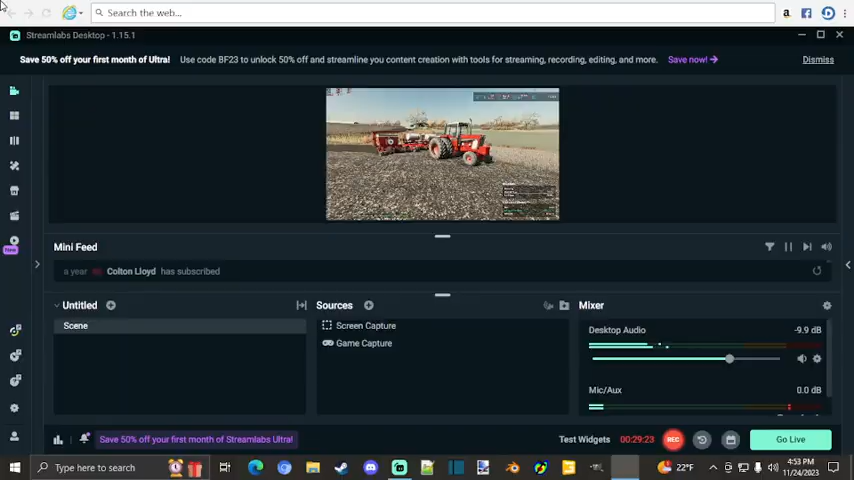 Search the web...
Streamlabs Desktop - 1.15.1
Save 50% off your first month of Ultra! Use code BF23 to unlock 50% off and streamline you content creation with tools for streaming, recording, editing, and more. Save now! Dismiss
Mini Feed
New
a year Colton Lloyd has subscribed
Untitled Sources Mixer
Scene
Screen Capture
Game Capture
Desktop Audio -9.9 dB
Mic/Aux 0.0 dB
Save 50% off your first month of Streamlabs Ultra! Test Widgets 00:29:23 REC Go Live
Type here to search 22°F 4:53 PM
11/24/2023